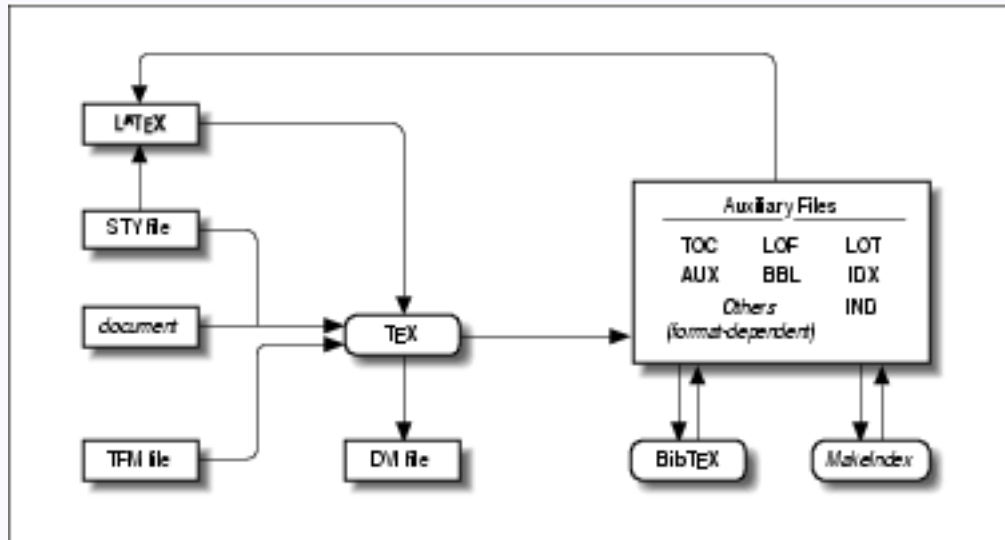 LATEX
Auxiliary Files
STY file
TOC LOF LOT
AUX BBL IDX
document
TEX
Others IND
(format-dependent)
TFM file
DVI file
BibTEX
MakeIndex